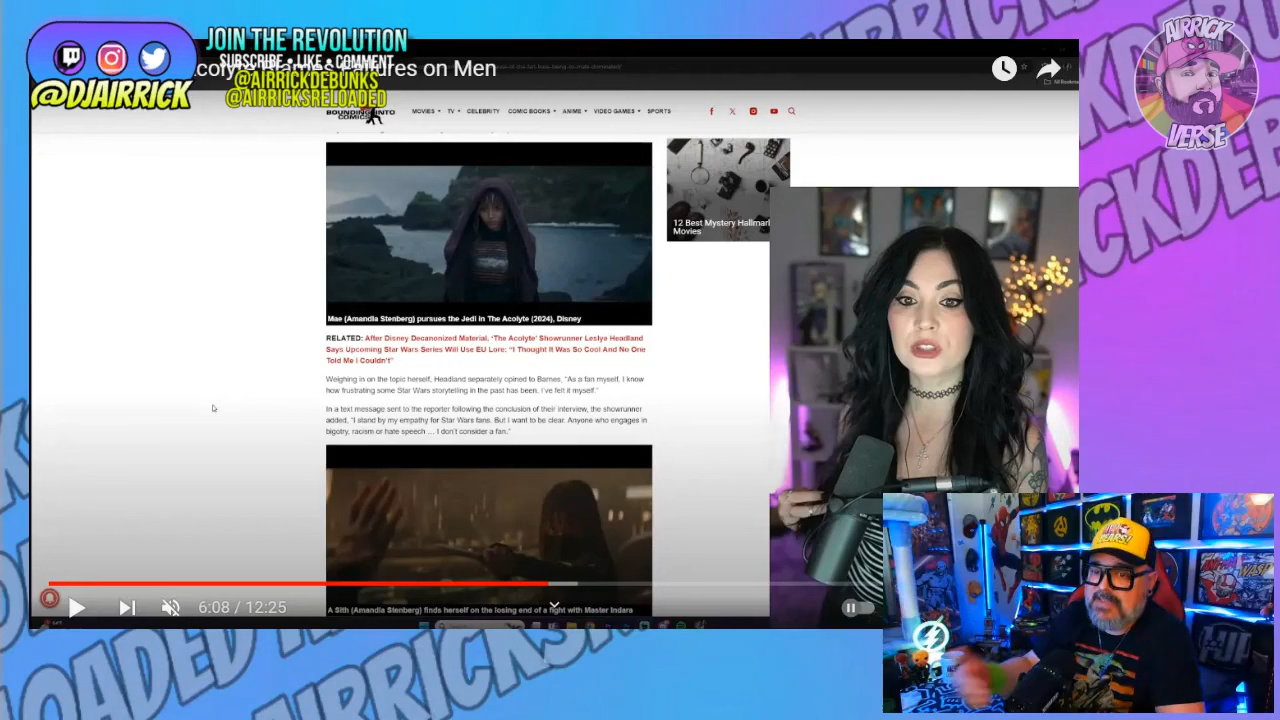 JOIN THE REVOLUTION
SUBSCRIBE • LIKE • COMMENT
@AIRRICKDEBUNKS
@AIRRICKSRELOADED
@DJAIRRICK
AIRRICK
VERSE
on Men
BOUNDING INTO
COMICS
MOVIES TV CELEBRITY COMIC BOOKS ANIME VIDEO GAMES SPORTS
12 Best Mystery Hallmark
Movies
Mae (Amandla Stenberg) pursues the Jedi in The Acolyte (2024), Disney
RELATED: After Disney Decanonized Material, ‘The Acolyte’ Showrunner Leslye Headland
Says Upcoming Star Wars Series Will Use EU Lore: “I Thought It Was So Cool And No One
Told Me I Couldn’t”
Weighing in on the topic herself, Headland separately opined to Barnes, “As a fan myself, I know
how frustrating some Star Wars storytelling in the past has been. I’ve felt it myself.”
In a text message sent to the reporter following the conclusion of their interview, the showrunner
added, “I stand by my empathy for Star Wars fans. But I want to be clear. Anyone who engages in
bigotry, racism or hate speech … I don’t consider a fan.”
A Sith (Amandla Stenberg) finds herself on the losing end of a fight with Master Indara
6:08 / 12:25